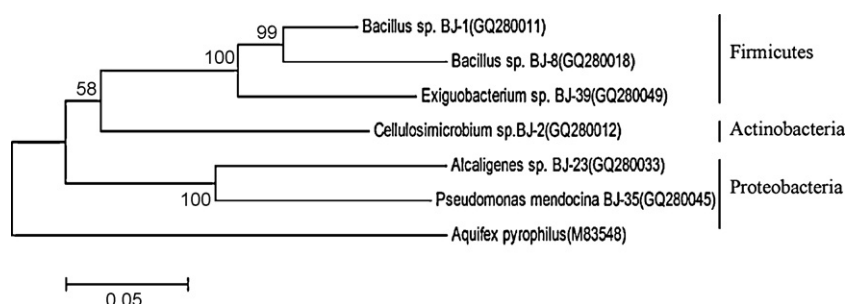 99
Bacillus sp. BJ-1(GQ280011)
100
Bacillus sp. BJ-8(GQ280018)
Firmicutes
58
Exiguobacterium sp. BJ-39(GQ280049)
Cellulosimicrobium sp.BJ-2(GQ280012)
Actinobacteria
Alcaligenes sp. BJ-23(GQ280033)
100
Pseudomonas mendocina BJ-35(GQ280045)
Proteobacteria
Aquifex pyrophilus(M83548)
0.05